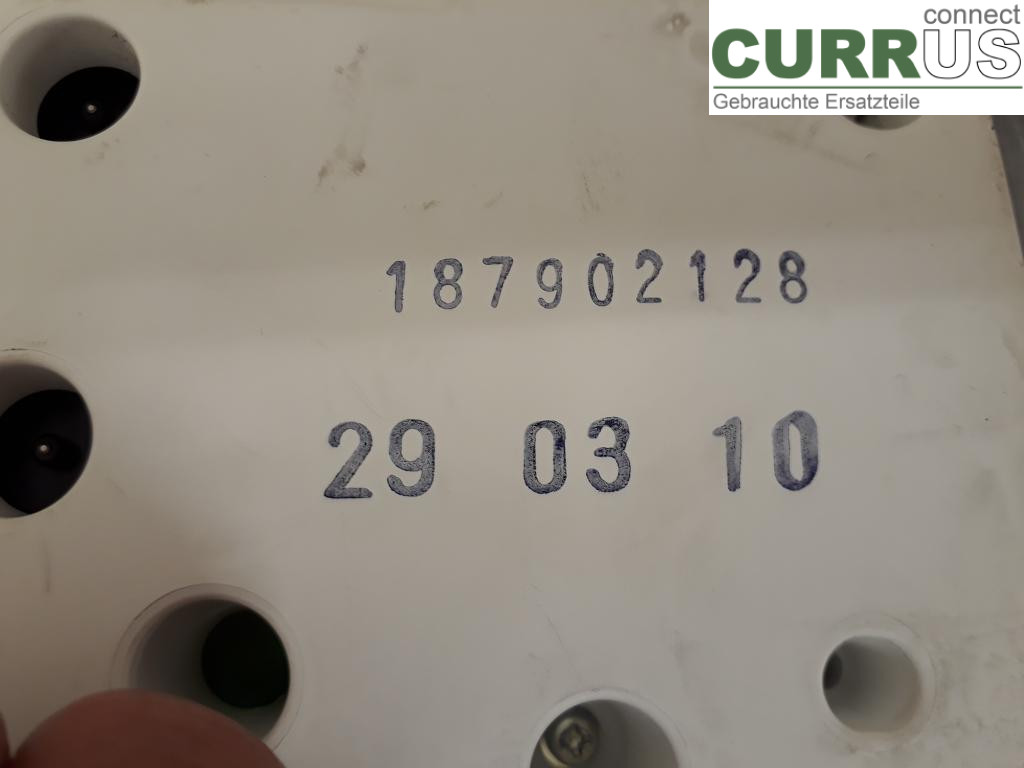 connect
CURRUS
Gebrauchte Ersatzteile
187902128
29 03 10